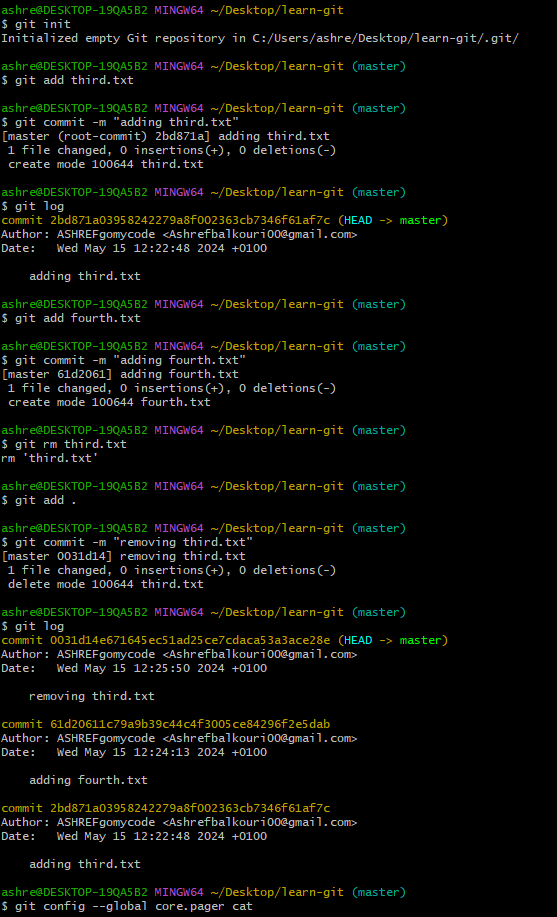 ashre@DESKTOP-19QA5B2 MINGW64 ~/Desktop/learn-git
$ git init
Initialized empty Git repository in C:/Users/ashre/Desktop/learn-git/.git/
ashre@DESKTOP-19QA5B2 MINGW64 ~/Desktop/learn-git (master)
$ git add third.txt
ashre@DESKTOP-19QA5B2 MINGW64 ~/Desktop/learn-git (master)
$ git commit -m "adding third.txt"
[master (root-commit) 2bd871a] adding third.txt
 1 file changed, 0 insertions(+), 0 deletions(-)
 create mode 100644 third.txt
ashre@DESKTOP-19QA5B2 MINGW64 ~/Desktop/learn-git (master)
$ git log
commit 2bd871a03958242279a8f002363cb7346f61af7c (HEAD -> master)
Author: ASHREFgomycode <Ashrefbalkouri00@gmail.com>
Date:   Wed May 15 12:22:48 2024 +0100
    adding third.txt
ashre@DESKTOP-19QA5B2 MINGW64 ~/Desktop/learn-git (master)
$ git add fourth.txt
ashre@DESKTOP-19QA5B2 MINGW64 ~/Desktop/learn-git (master)
$ git commit -m "adding fourth.txt"
[master 61d2061] adding fourth.txt
 1 file changed, 0 insertions(+), 0 deletions(-)
 create mode 100644 fourth.txt
ashre@DESKTOP-19QA5B2 MINGW64 ~/Desktop/learn-git (master)
$ git rm third.txt
rm 'third.txt'
ashre@DESKTOP-19QA5B2 MINGW64 ~/Desktop/learn-git (master)
$ git add .
ashre@DESKTOP-19QA5B2 MINGW64 ~/Desktop/learn-git (master)
$ git commit -m "removing third.txt"
[master 0031d14] removing third.txt
 1 file changed, 0 insertions(+), 0 deletions(-)
 delete mode 100644 third.txt
ashre@DESKTOP-19QA5B2 MINGW64 ~/Desktop/learn-git (master)
$ git log
commit 0031d14e671645ec51ad25ce7cdaca53a3ace28e (HEAD -> master)
Author: ASHREFgomycode <Ashrefbalkouri00@gmail.com>
Date:   Wed May 15 12:25:50 2024 +0100
    removing third.txt
commit 61d20611c79a9b39c44c4f3005ce84296f2e5dab
Author: ASHREFgomycode <Ashrefbalkouri00@gmail.com>
Date:   Wed May 15 12:24:13 2024 +0100
    adding fourth.txt
commit 2bd871a03958242279a8f002363cb7346f61af7c
Author: ASHREFgomycode <Ashrefbalkouri00@gmail.com>
Date:   Wed May 15 12:22:48 2024 +0100
    adding third.txt
ashre@DESKTOP-19QA5B2 MINGW64 ~/Desktop/learn-git (master)
$ git config --global core.pager cat